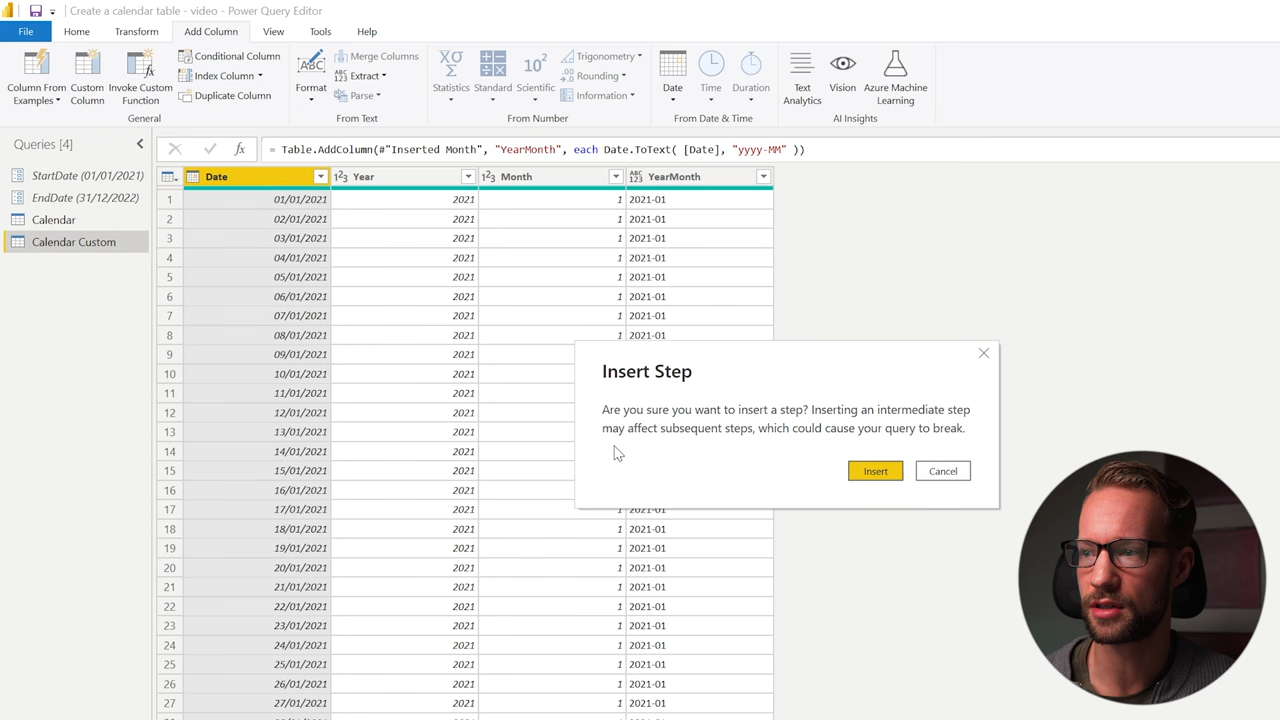 Create a calendar table - video - Power Query Editor
File Home Transform Add Column View Tools Help
Column From Examples
Custom Column
Invoke Custom Function
Conditional Column
Index Column
Duplicate Column
General
Format
Merge Columns
Extract
Parse
From Text
Statistics
Standard
Scientific
Trigonometry
Rounding
Information
From Number
Date
Time
Duration
From Date & Time
Text Analytics
Vision
Azure Machine Learning
AI Insights
Queries [4]
StartDate (01/01/2021)
EndDate (31/12/2022)
Calendar
Calendar Custom
fx = Table.AddColumn(#"Inserted Month", "YearMonth", each Date.ToText( [Date], "yyyy-MM" ))
Date 123 Year 123 Month ABC 123 YearMonth
1 01/01/2021 2021 1 2021-01
2 02/01/2021 2021 1 2021-01
3 03/01/2021 2021 1 2021-01
4 04/01/2021 2021 1 2021-01
5 05/01/2021 2021 1 2021-01
6 06/01/2021 2021 1 2021-01
7 07/01/2021 2021 1 2021-01
8 08/01/2021 2021 1 2021-01
9 09/01/2021 2021
10 10/01/2021 2021
11 11/01/2021 2021
12 12/01/2021 2021
13 13/01/2021 2021
14 14/01/2021 2021
15 15/01/2021 2021
16 16/01/2021 2021
17 17/01/2021 2021 1 2021-01
18 18/01/2021 2021 1 2021-01
19 19/01/2021 2021 1 2021-01
20 20/01/2021 2021 1 2021-01
21 21/01/2021 2021 1 2021-01
22 22/01/2021 2021 1 2021-01
23 23/01/2021 2021 1 2021-01
24 24/01/2021 2021 1 2021-01
25 25/01/2021 2021 1 2021-01
26 26/01/2021 2021 1 2021-01
27 27/01/2021 2021 1 2021-01
Insert Step
Are you sure you want to insert a step? Inserting an intermediate step
may affect subsequent steps, which could cause your query to break.
Insert Cancel